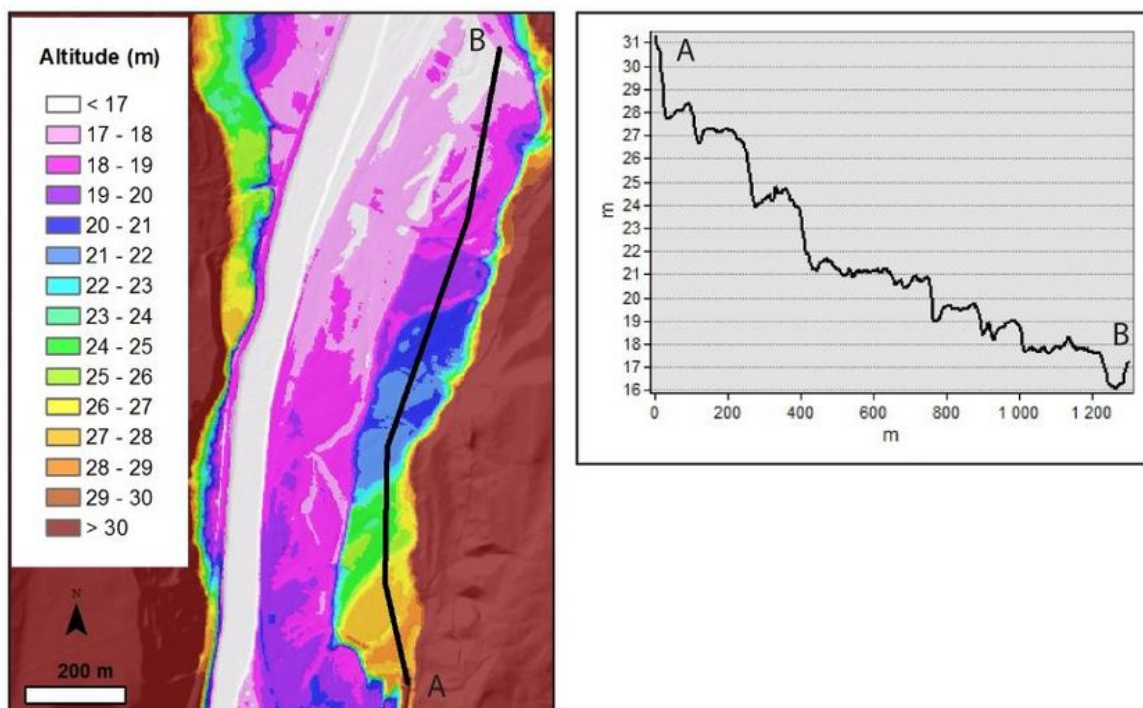 Altitude (m)
< 17
17 - 18
18 - 19
19 - 20
20 - 21
21 - 22
22 - 23
23 - 24
24 - 25
25 - 26
26 - 27
27 - 28
28 - 29
29 - 30
> 30
N
200 m
B
A
31
30
29
28
27
26
25
24
23
22
21
20
19
18
17
16
m
A
B
0
200
400
600
800
1 000
1 200
m